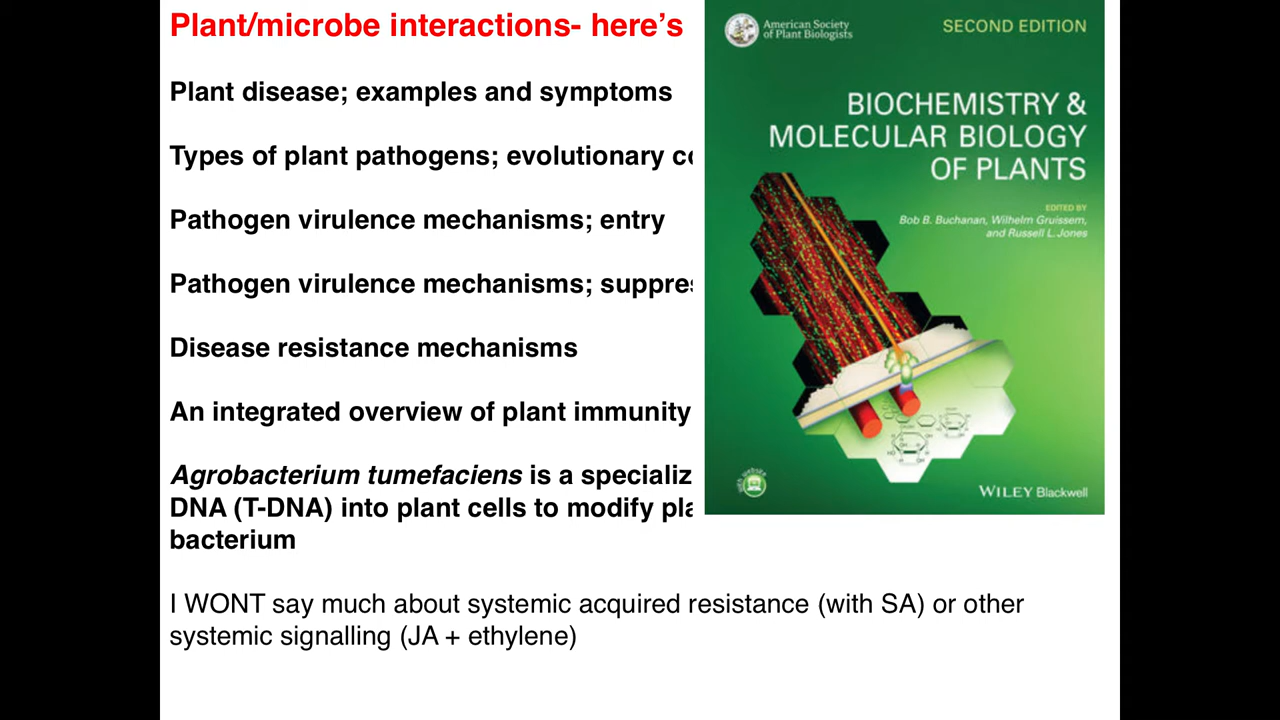 Plant/microbe interactions- here's
Plant disease; examples and symptoms
Types of plant pathogens; evolutionary
Pathogen virulence mechanisms; entry
Pathogen virulence mechanisms;
Disease resistance mechanisms
An integrated overview of plant immunity
Agrobacterium tumefaciens is a
DNA (T-DNA) into plant cells to modify
bacterium
I WONT say much about systemic acquired resistance (with SA) or other
systemic signalling (JA + ethylene)
American Society
of Plant Biologists
SECOND EDITION
BIOCHEMISTRY &
MOLECULAR BIOLOGY
OF PLANTS
EDITED BY
Bob B. Buchanan, Wilhelm Gruissem,
and Russell L. Jones
WILEY Blackwell